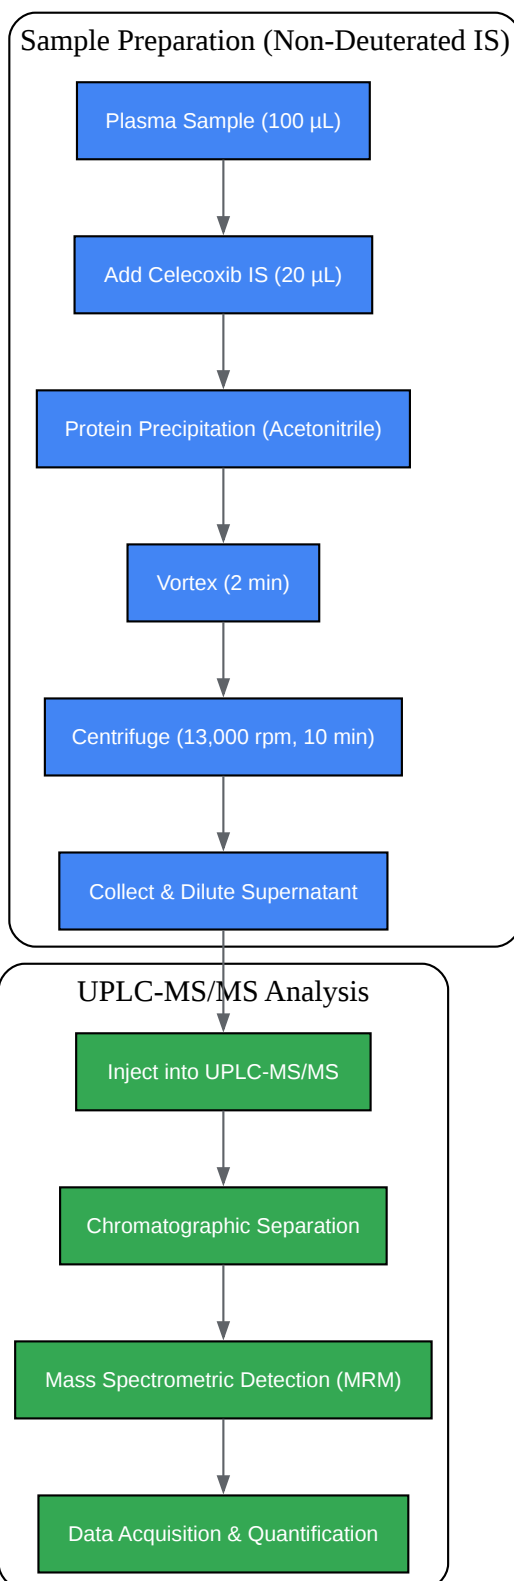 Sample Preparation (Non-Deuterated IS)
Plasma Sample (100 µL)
Add Celecoxib IS (20 µL)
Protein Precipitation (Acetonitrile)
Vortex (2 min)
Centrifuge (13,000 rpm, 10 min)
Collect & Dilute Supernatant
UPLC-MS/MS Analysis
Inject into UPLC-MS/MS
Chromatographic Separation
Mass Spectrometric Detection (MRM)
Data Acquisition & Quantification